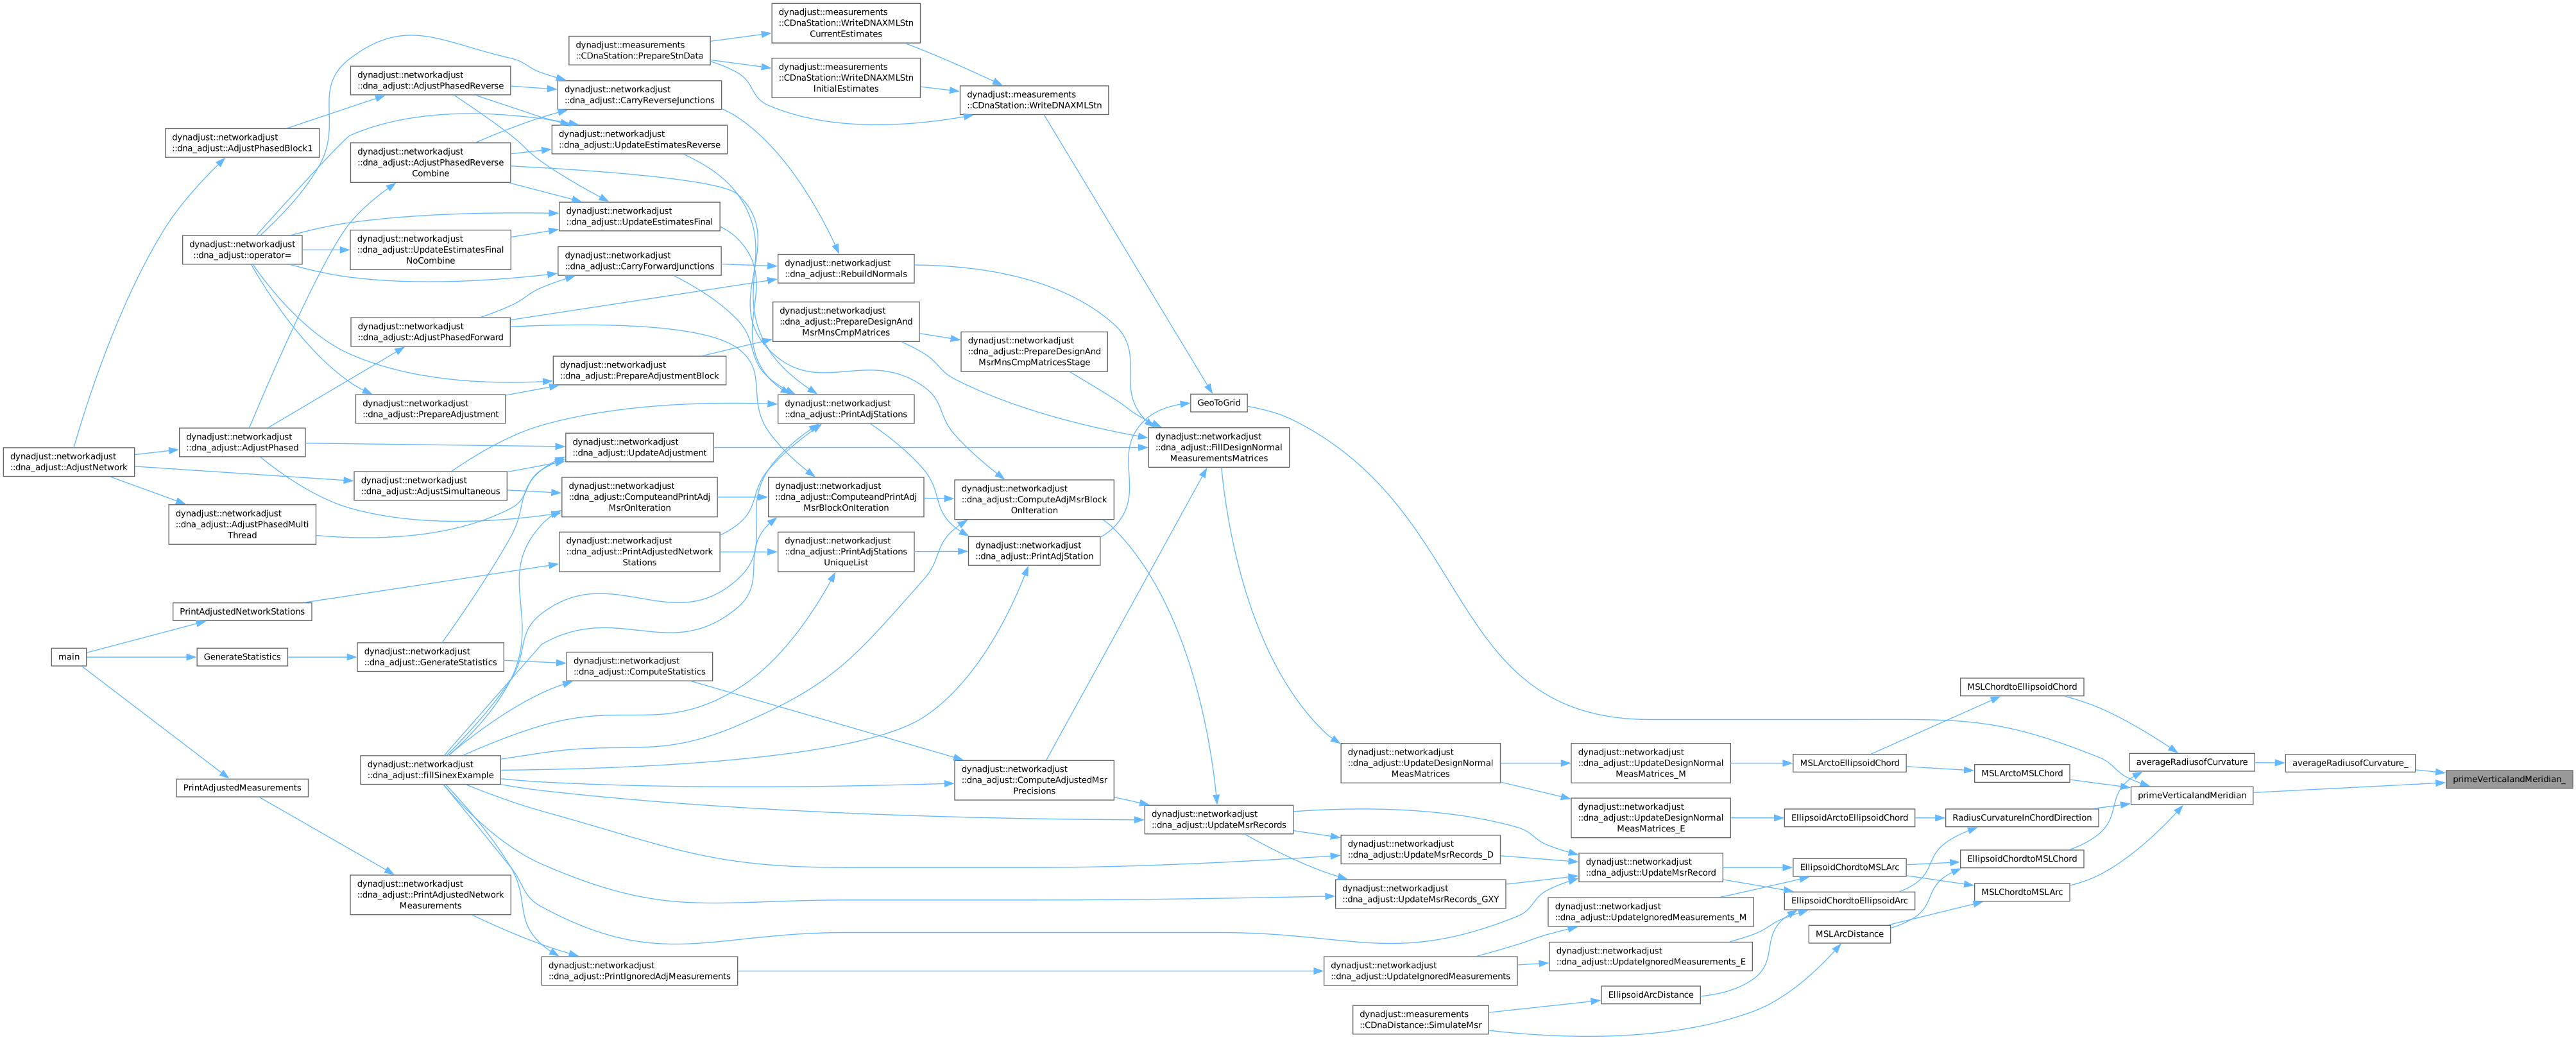 dynadjust::measurements
::CDnaStation::WriteDNAXMLStn
CurrentEstimates
dynadjust::measurements
::CDnaStation::PrepareStnData
dynadjust::measurements
::CDnaStation::WriteDNAXMLStn
InitialEstimates
dynadjust::networkadjust
::dna_adjust::AdjustPhasedReverse
dynadjust::networkadjust
::dna_adjust::CarryReverseJunctions
dynadjust::measurements
::CDnaStation::WriteDNAXMLStn
dynadjust::networkadjust
::dna_adjust::AdjustPhasedBlock1
dynadjust::networkadjust
::dna_adjust::UpdateEstimatesReverse
dynadjust::networkadjust
::dna_adjust::AdjustPhasedReverse
Combine
dynadjust::networkadjust
::dna_adjust::UpdateEstimatesFinal
dynadjust::networkadjust
::dna_adjust::operator=
dynadjust::networkadjust
::dna_adjust::UpdateEstimatesFinal
NoCombine
dynadjust::networkadjust
::dna_adjust::CarryForwardJunctions
dynadjust::networkadjust
::dna_adjust::RebuildNormals
dynadjust::networkadjust
::dna_adjust::AdjustPhasedForward
dynadjust::networkadjust
::dna_adjust::PrepareDesignAnd
MsrMnsCmpMatrices
dynadjust::networkadjust
::dna_adjust::PrepareDesignAnd
MsrMnsCmpMatricesStage
dynadjust::networkadjust
::dna_adjust::PrepareAdjustmentBlock
dynadjust::networkadjust
::dna_adjust::PrepareAdjustment
dynadjust::networkadjust
::dna_adjust::PrintAdjStations
GeoToGrid
dynadjust::networkadjust
::dna_adjust::AdjustNetwork
dynadjust::networkadjust
::dna_adjust::AdjustPhased
dynadjust::networkadjust
::dna_adjust::UpdateAdjustment
dynadjust::networkadjust
::dna_adjust::FillDesignNormal
MeasurementsMatrices
dynadjust::networkadjust
::dna_adjust::AdjustSimultaneous
dynadjust::networkadjust
::dna_adjust::ComputeandPrintAdj
MsrOnIteration
dynadjust::networkadjust
::dna_adjust::ComputeandPrintAdj
MsrBlockOnIteration
dynadjust::networkadjust
::dna_adjust::ComputeAdjMsrBlock
OnIteration
dynadjust::networkadjust
::dna_adjust::AdjustPhasedMulti
Thread
dynadjust::networkadjust
::dna_adjust::PrintAdjustedNetwork
Stations
dynadjust::networkadjust
::dna_adjust::PrintAdjStations
UniqueList
dynadjust::networkadjust
::dna_adjust::PrintAdjStation
PrintAdjustedNetworkStations
main
GenerateStatistics
dynadjust::networkadjust
::dna_adjust::GenerateStatistics
dynadjust::networkadjust
::dna_adjust::ComputeStatistics
MSLChordtoEllipsoidChord
dynadjust::networkadjust
::dna_adjust::fillSinexExample
dynadjust::networkadjust
::dna_adjust::ComputeAdjustedMsr
Precisions
dynadjust::networkadjust
::dna_adjust::UpdateDesignNormal
MeasMatrices
dynadjust::networkadjust
::dna_adjust::UpdateDesignNormal
MeasMatrices_M
MSLArctoEllipsoidChord
MSLArctoMSLChord
averageRadiusofCurvature
averageRadiusofCurvature_
primeVerticalandMeridian_
PrintAdjustedMeasurements
primeVerticalandMeridian
dynadjust::networkadjust
::dna_adjust::UpdateMsrRecords
dynadjust::networkadjust
::dna_adjust::UpdateDesignNormal
MeasMatrices_E
EllipsoidArctoEllipsoidChord
RadiusCurvatureInChordDirection
dynadjust::networkadjust
::dna_adjust::UpdateMsrRecords_D
dynadjust::networkadjust
::dna_adjust::UpdateMsrRecord
EllipsoidChordtoMSLArc
EllipsoidChordtoMSLChord
dynadjust::networkadjust
::dna_adjust::PrintAdjustedNetwork
Measurements
dynadjust::networkadjust
::dna_adjust::UpdateMsrRecords_GXY
MSLChordtoMSLArc
EllipsoidChordtoEllipsoidArc
dynadjust::networkadjust
::dna_adjust::UpdateIgnoredMeasurements_M
MSLArcDistance
dynadjust::networkadjust
::dna_adjust::UpdateIgnoredMeasurements_E
dynadjust::networkadjust
::dna_adjust::PrintIgnoredAdjMeasurements
dynadjust::networkadjust
::dna_adjust::UpdateIgnoredMeasurements
EllipsoidArcDistance
dynadjust::measurements
::CDnaDistance::SimulateMsr